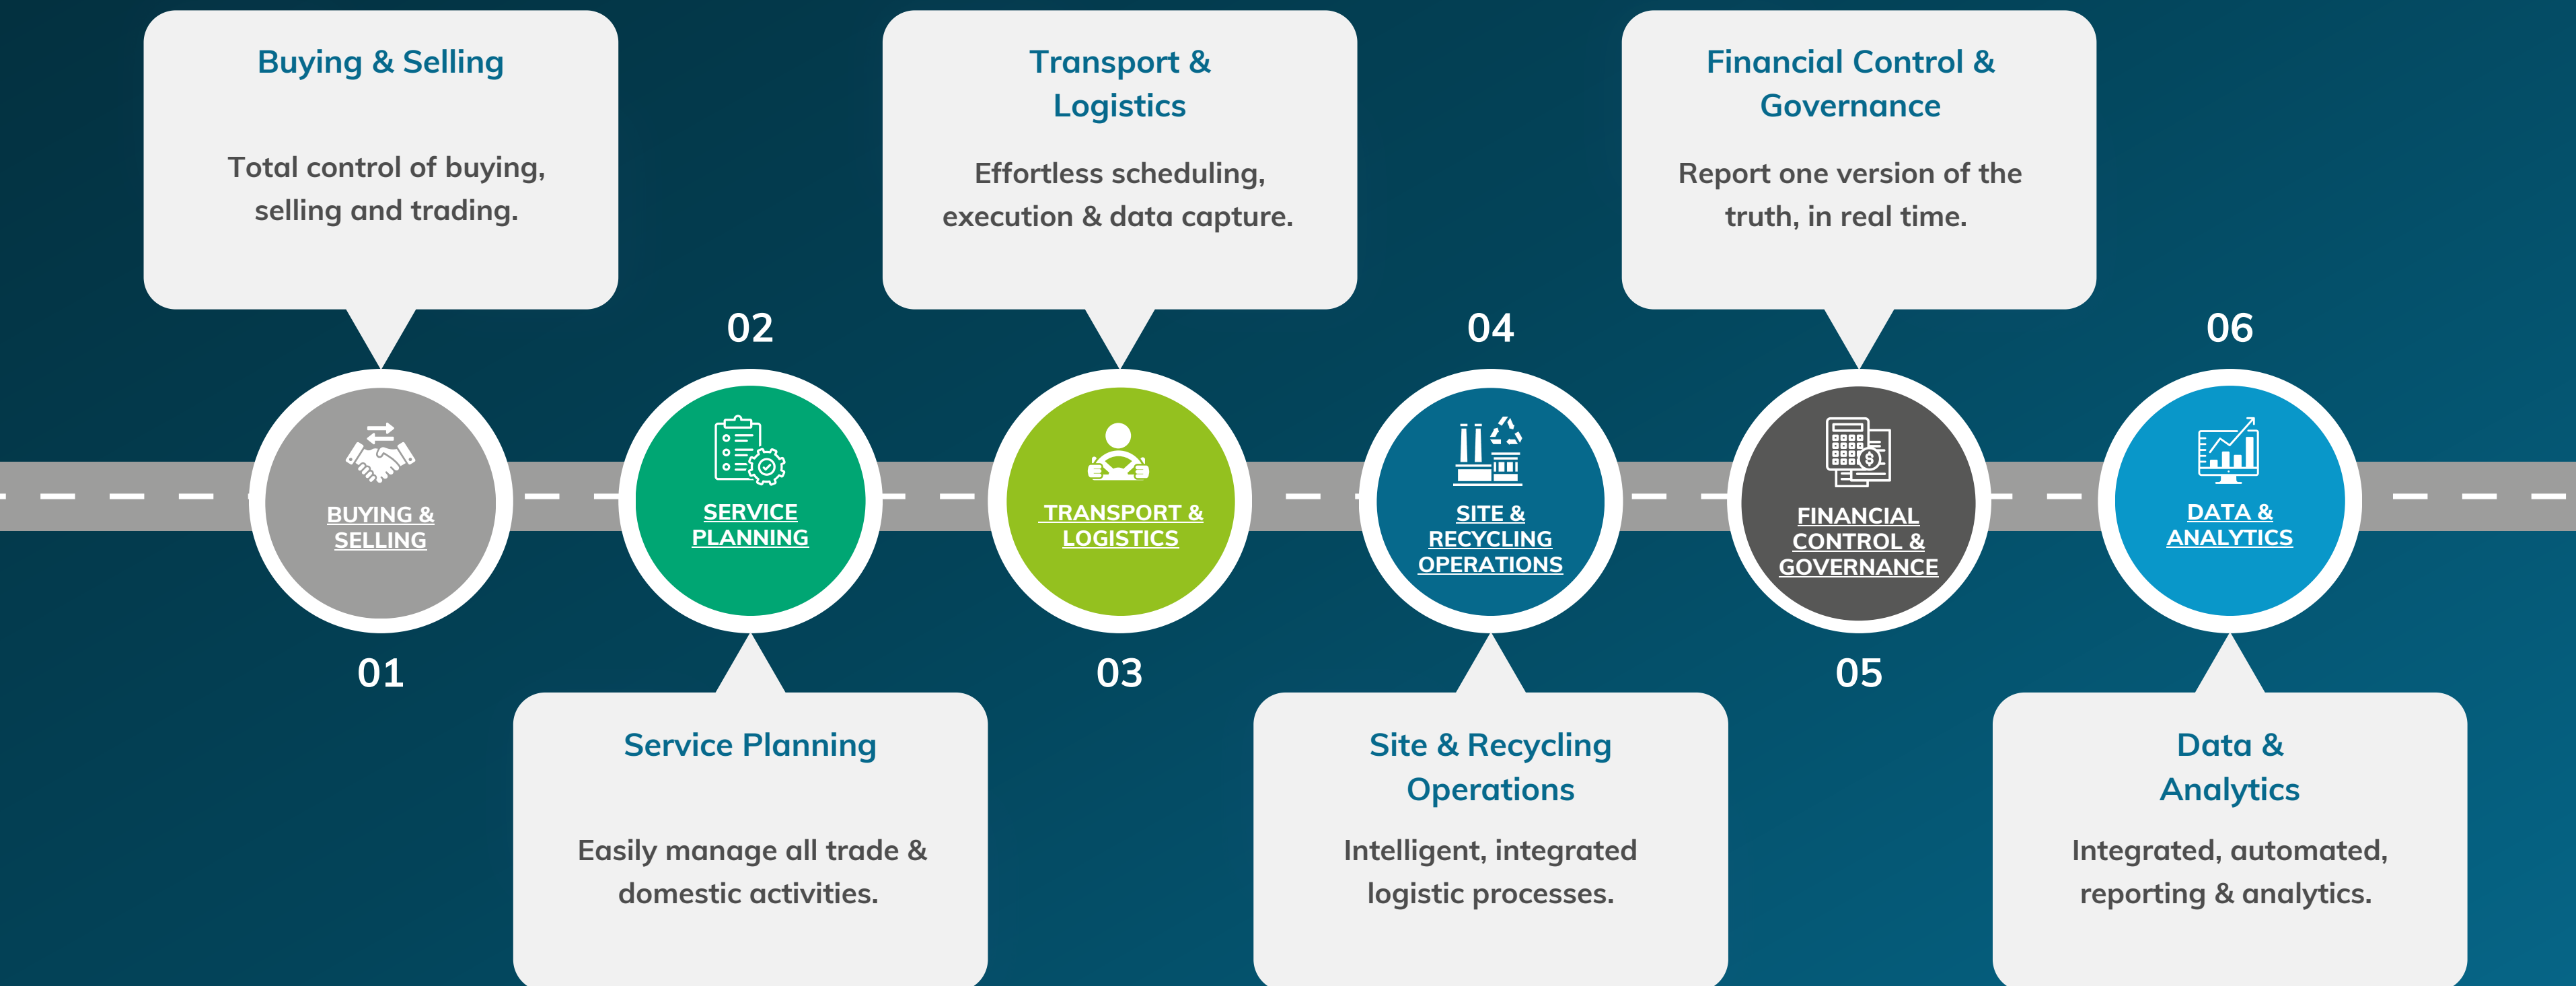 Buying & Selling
Total control of buying,
selling and trading.
Transport &
Logistics
Effortless scheduling,
execution & data capture.
Financial Control &
Governance
Report one version of the
truth, in real time.
02
04
06
BUYING &
SELLING
SERVICE
PLANNING
TRANSPORT &
LOGISTICS
SITE &
RECYCLING
OPERATIONS
FINANCIAL
CONTROL &
GOVERNANCE
DATA &
ANALYTICS
01
03
05
Service Planning
Easily manage all trade &
domestic activities.
Site & Recycling
Operations
Intelligent, integrated
logistic processes.
Data &
Analytics
Integrated, automated,
reporting & analytics.